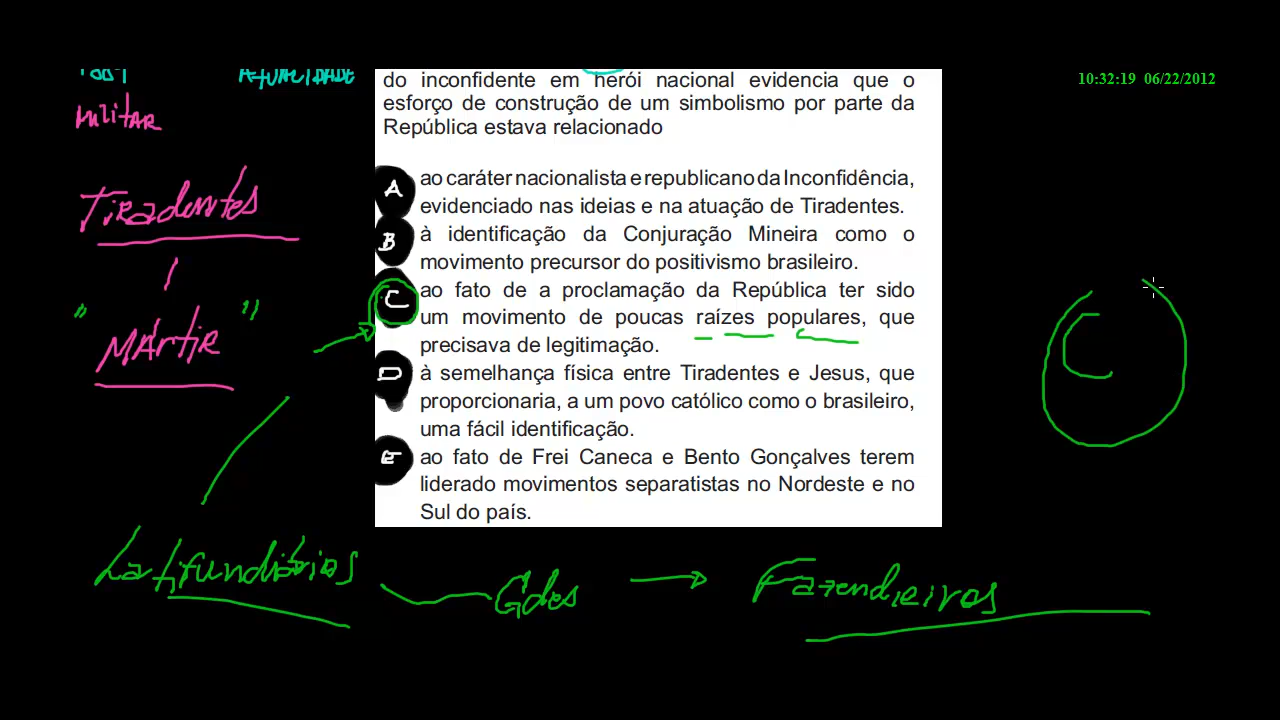 AtUALIDADE
10:32:19 06/22/2012
do inconfidente em herói nacional evidencia que o
esforço de construção de um simbolismo por parte da
República estava relacionado
Militar
Tiradentes
"Mártir"
A ao caráter nacionalista e republicano da Inconfidência,
evidenciado nas ideias e na atuação de Tiradentes.
B à identificação da Conjuração Mineira como o
movimento precursor do positivismo brasileiro.
C ao fato de a proclamação da República ter sido
um movimento de poucas raízes populares, que
precisava de legitimação.
D à semelhança física entre Tiradentes e Jesus, que
proporcionaria, a um povo católico como o brasileiro,
uma fácil identificação.
E ao fato de Frei Caneca e Bento Gonçalves terem
liderado movimentos separatistas no Nordeste e no
Sul do país.
C
Latifundiários Gdes → Fazendeiros